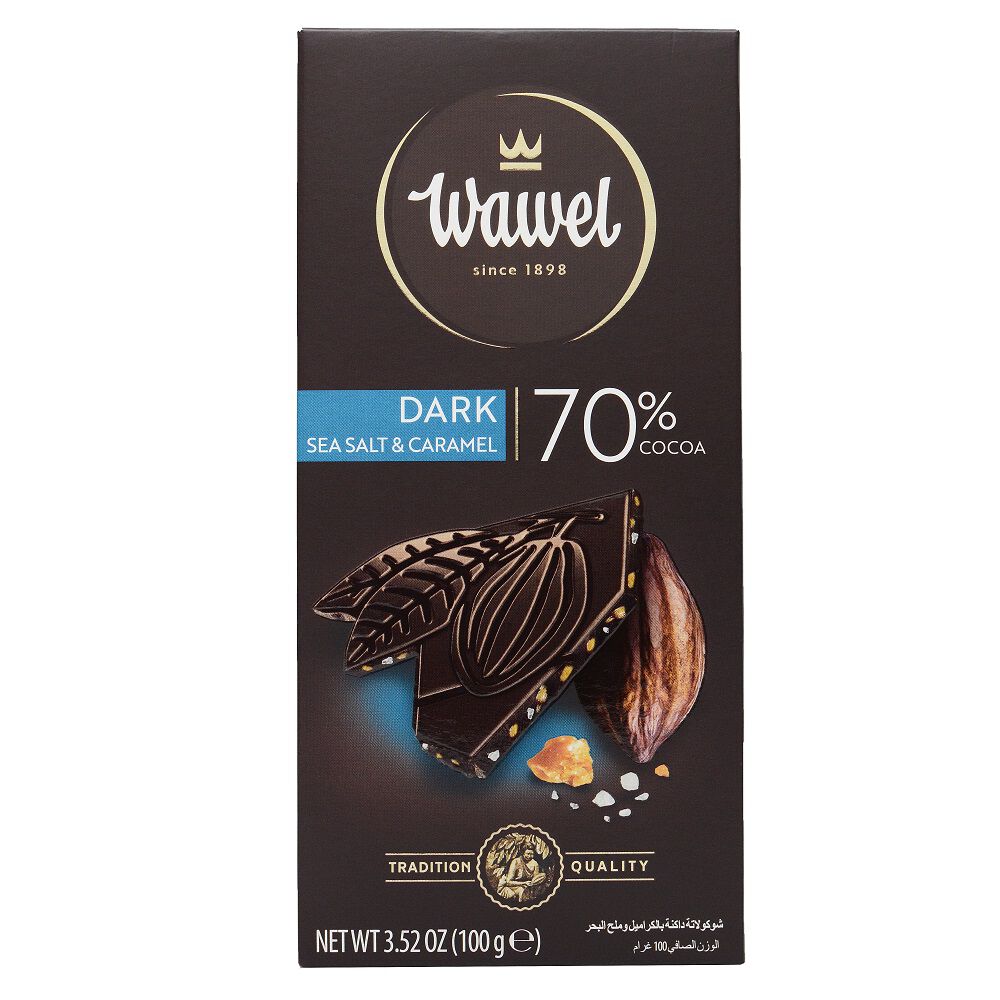 Wawel
since 1898
DARK
SEA SALT & CARAMEL
70%
COCOA
TRADITION QUALITY
NET WT 3.52 OZ (100 g ℮)
شوكولاتة داكنة بالكراميل وملح البحر
الوزن الصافي 100 غرام